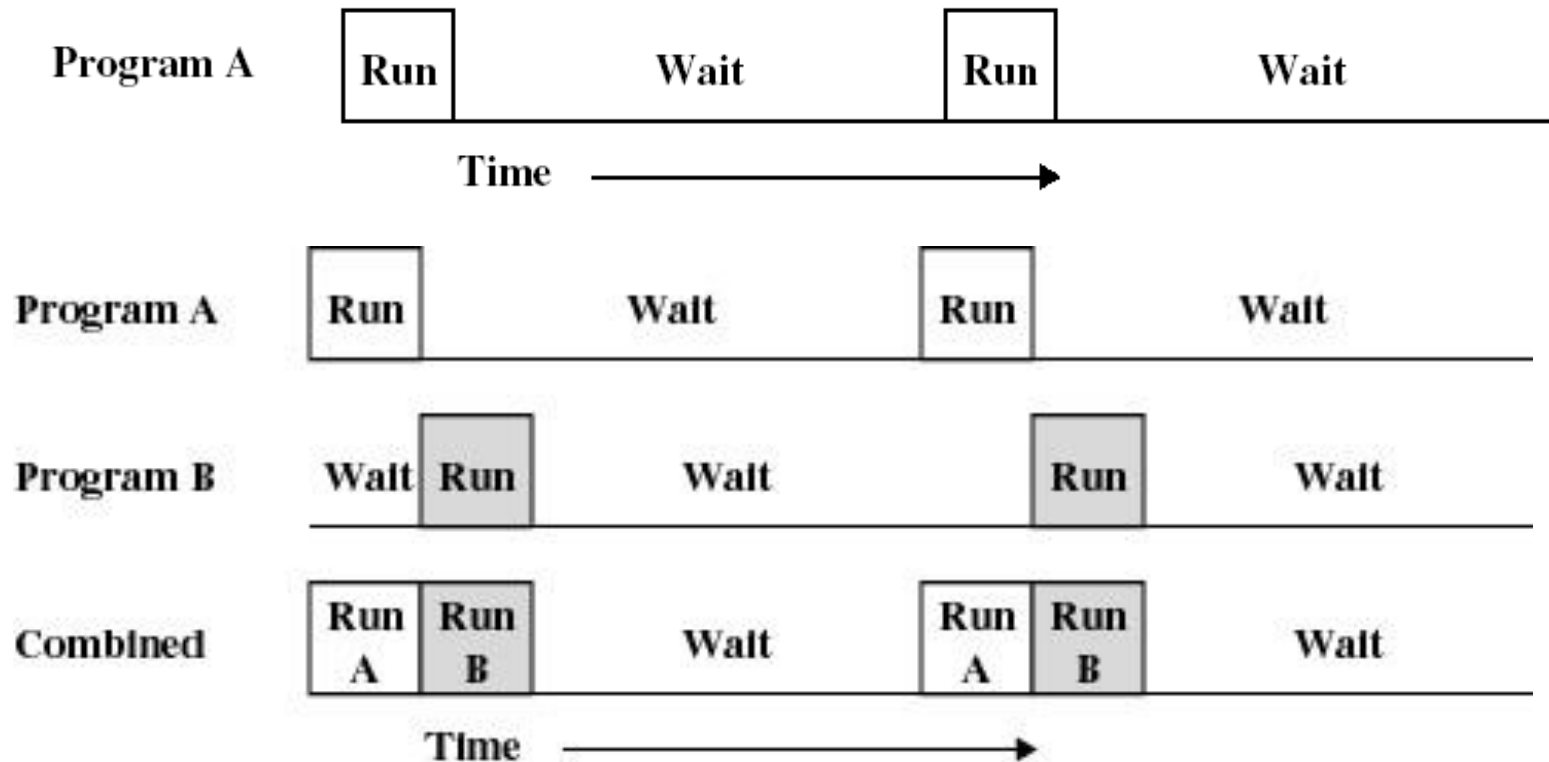 Program A Run Wait Run Wait
Time
Program A Run Wait Run Wait
Program B Wait Run Wait Run Wait
Combined Run A Run B Wait Run A Run B Wait
Time